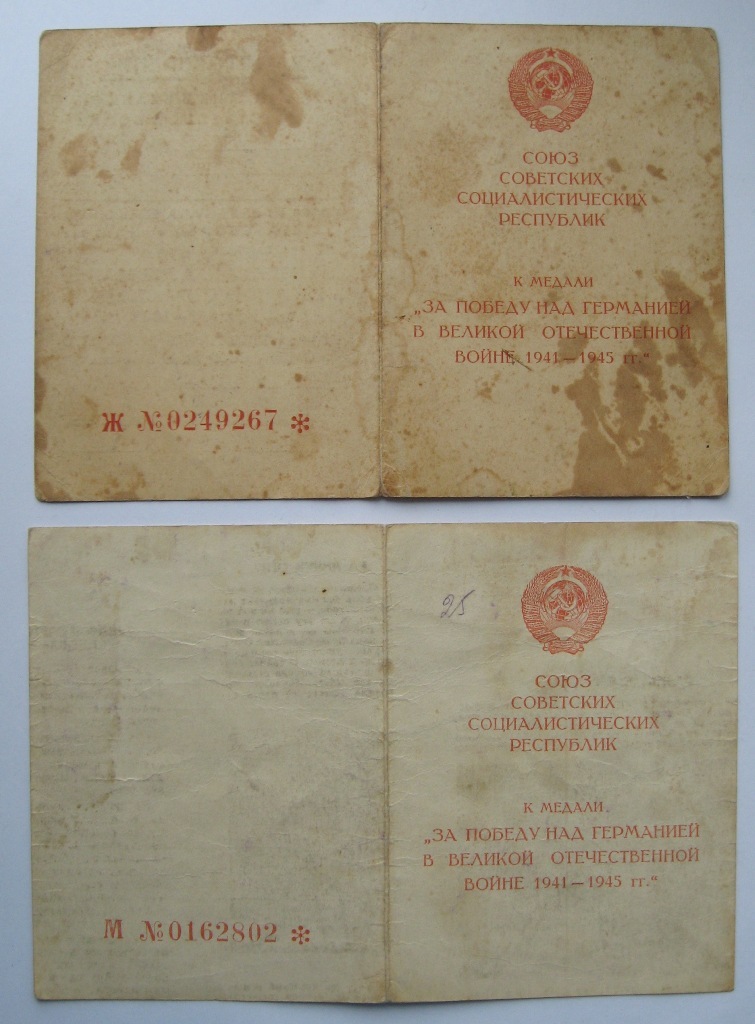 СОЮЗ
СОВЕТСКИХ
СОЦИАЛИСТИЧЕСКИХ
РЕСПУБЛИК
К МЕДАЛИ
„ЗА ПОБЕДУ НАД ГЕРМАНИЕЙ
В ВЕЛИКОЙ ОТЕЧЕСТВЕННОЙ
ВОЙНЕ 1941—1945 гг.“
Ж №0249267 *
25
СОЮЗ
СОВЕТСКИХ
СОЦИАЛИСТИЧЕСКИХ
РЕСПУБЛИК
К МЕДАЛИ
„ЗА ПОБЕДУ НАД ГЕРМАНИЕЙ
В ВЕЛИКОЙ ОТЕЧЕСТВЕННОЙ
ВОЙНЕ 1941—1945 гг.“
М №0162802 *